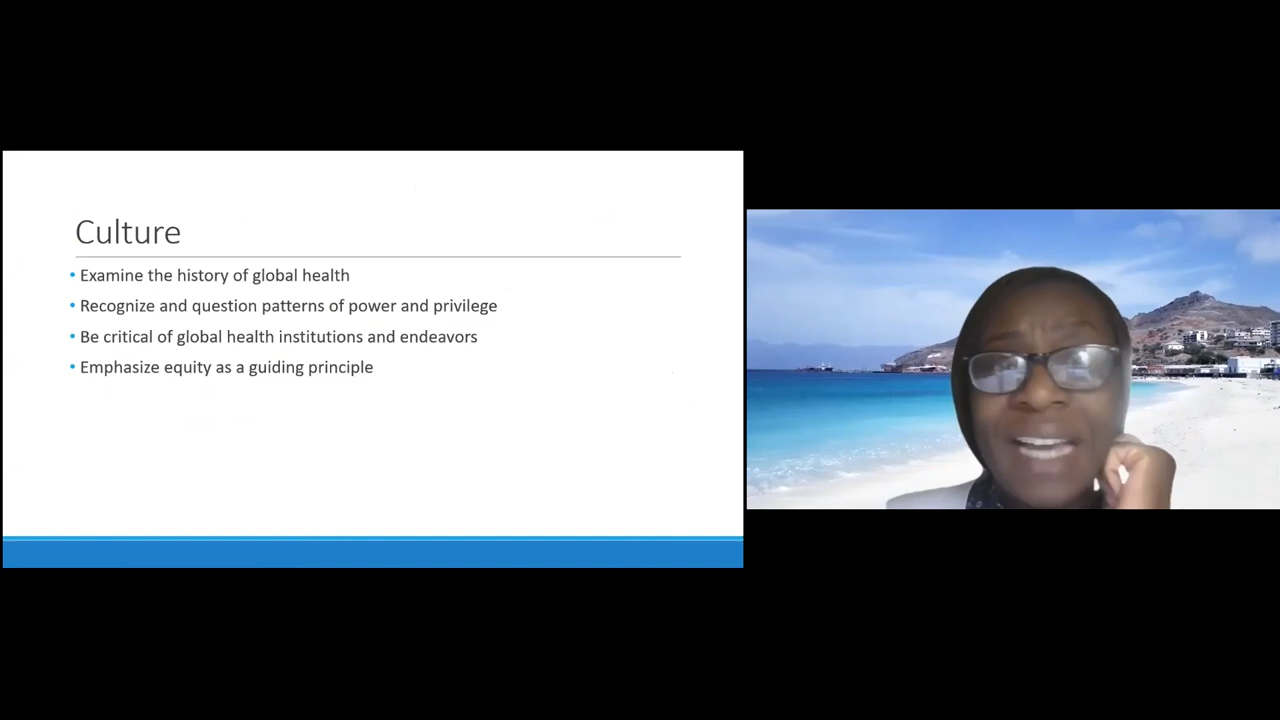 Culture
• Examine the history of global health
• Recognize and question patterns of power and privilege
• Be critical of global health institutions and endeavors
• Emphasize equity as a guiding principle